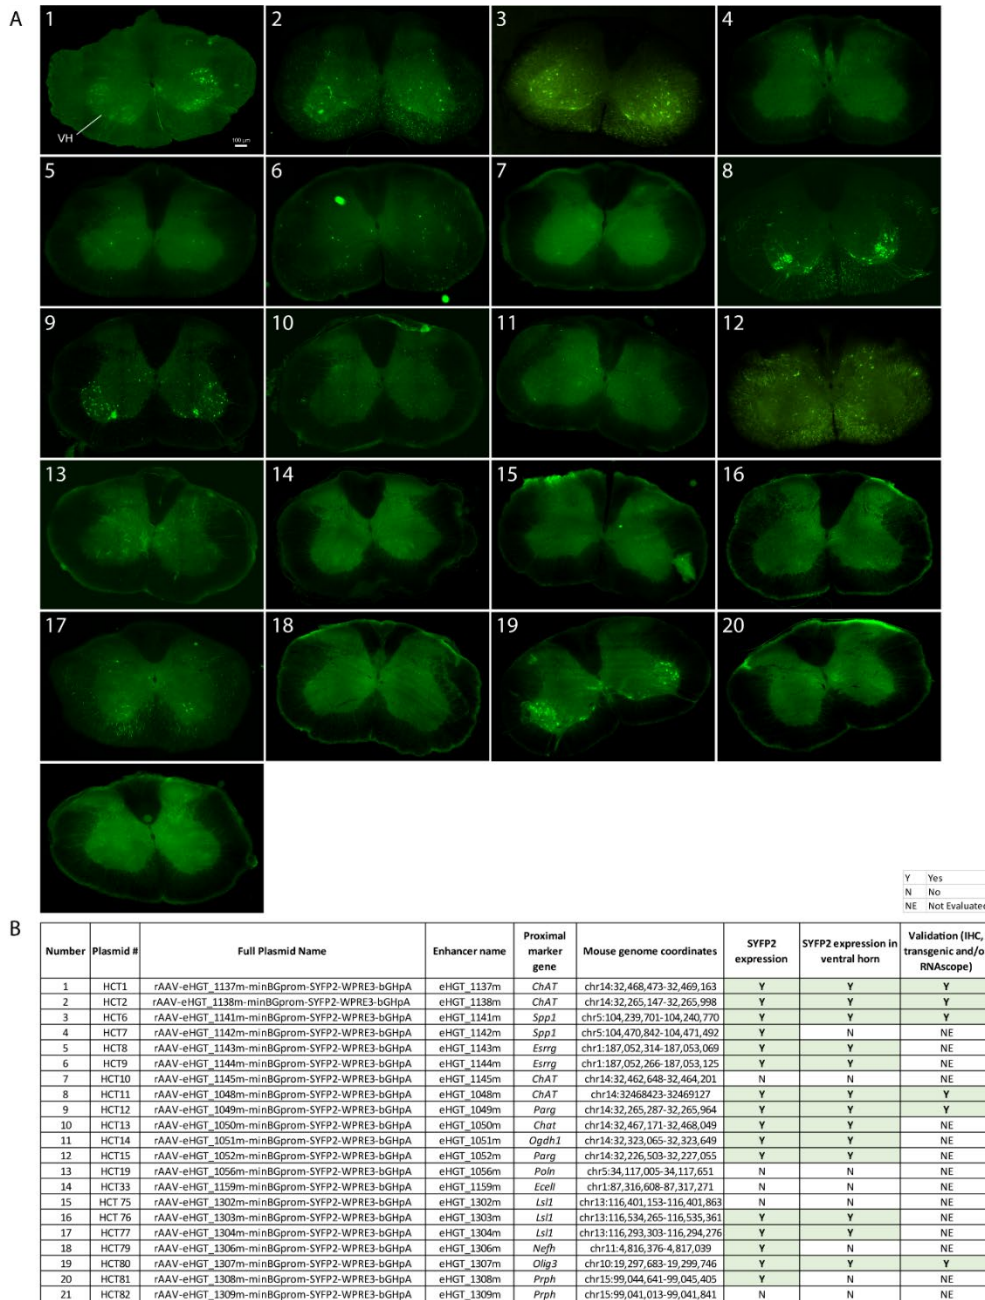 A
1
2
3
4
VH
100 µm
5
6
7
8
9
10
11
12
13
14
15
16
17
18
19
20
Y Yes
N No
NE Not Evaluated
B
Number Plasmid # Full Plasmid Name Enhancer name Proximal marker gene Mouse genome coordinates SYFP2 expression SYFP2 expression in ventral horn Validation (IHC, transgenic and/o RNAscope)
1 HCT1 rAAV-eHGT_1137m-minBGprom-SYFP2-WPRE3-bGHpA eHGT_1137m ChAT chr14:32,468,473-32,469,163 Y Y Y
2 HCT2 rAAV-eHGT_1138m-minBGprom-SYFP2-WPRE3-bGHpA eHGT_1138m ChAT chr14:32,265,147-32,265,998 Y Y Y
3 HCT6 rAAV-eHGT_1141m-minBGprom-SYFP2-WPRE3-bGHpA eHGT_1141m Spp1 chr5:104,239,701-104,240,770 Y Y Y
4 HCT7 rAAV-eHGT_1142m-minBGprom-SYFP2-WPRE3-bGHpA eHGT_1142m Spp1 chr5:104,470,842-104,471,492 Y N NE
5 HCT8 rAAV-eHGT_1143m-minBGprom-SYFP2-WPRE3-bGHpA eHGT_1143m Esrrg chr1:187,052,314-187,053,069 Y Y NE
6 HCT9 rAAV-eHGT_1144m-minBGprom-SYFP2-WPRE3-bGHpA eHGT_1144m Esrrg chr1:187,052,266-187,053,125 Y Y NE
7 HCT10 rAAV-eHGT_1145m-minBGprom-SYFP2-WPRE3-bGHpA eHGT_1145m ChAT chr14:32,462,648-32,464,201 N N NE
8 HCT11 rAAV-eHGT_1048m-minBGprom-SYFP2-WPRE3-bGHpA eHGT_1048m ChAT chr14:32468423-32469127 Y Y Y
9 HCT12 rAAV-eHGT_1049m-minBGprom-SYFP2-WPRE3-bGHpA eHGT_1049m Parg chr14:32,265,287-32,265,964 Y Y Y
10 HCT13 rAAV-eHGT_1050m-minBGprom-SYFP2-WPRE3-bGHpA eHGT_1050m Chat chr14:32,467,171-32,468,049 Y Y NE
11 HCT14 rAAV-eHGT_1051m-minBGprom-SYFP2-WPRE3-bGHpA eHGT_1051m Ogdh1 chr14:32,323,065-32,323,649 Y Y NE
12 HCT15 rAAV-eHGT_1052m-minBGprom-SYFP2-WPRE3-bGHpA eHGT_1052m Parg chr14:32,226,503-32,227,055 Y Y NE
13 HCT19 rAAV-eHGT_1056m-minBGprom-SYFP2-WPRE3-bGHpA eHGT_1056m Poln chr5:34,117,005-34,117,651 N N NE
14 HCT33 rAAV-eHGT_1159m-minBGprom-SYFP2-WPRE3-bGHpA eHGT_1159m Ecell chr1:87,316,608-87,317,271 N N NE
15 HCT 75 rAAV-eHGT_1302m-minBGprom-SYFP2-WPRE3-bGHpA eHGT_1302m Lsl1 chr13:116,401,153-116,401,863 N N NE
16 HCT 76 rAAV-eHGT_1303m-minBGprom-SYFP2-WPRE3-bGHpA eHGT_1303m Lsl1 chr13:116,534,265-116,535,361 Y Y NE
17 HCT77 rAAV-eHGT_1304m-minBGprom-SYFP2-WPRE3-bGHpA eHGT_1304m Lsl1 chr13:116,293,303-116,294,276 Y Y NE
18 HCT79 rAAV-eHGT_1306m-minBGprom-SYFP2-WPRE3-bGHpA eHGT_1306m Nefh chr11:4,816,376-4,817,039 Y N NE
19 HCT80 rAAV-eHGT_1307m-minBGprom-SYFP2-WPRE3-bGHpA eHGT_1307m Olig3 chr10:19,297,683-19,299,746 Y Y Y
20 HCT81 rAAV-eHGT_1308m-minBGprom-SYFP2-WPRE3-bGHpA eHGT_1308m Prph chr15:99,044,641-99,045,405 Y N NE
21 HCT82 rAAV-eHGT_1309m-minBGprom-SYFP2-WPRE3-bGHpA eHGT_1309m Prph chr15:99,041,013-99,041,841 N N NE